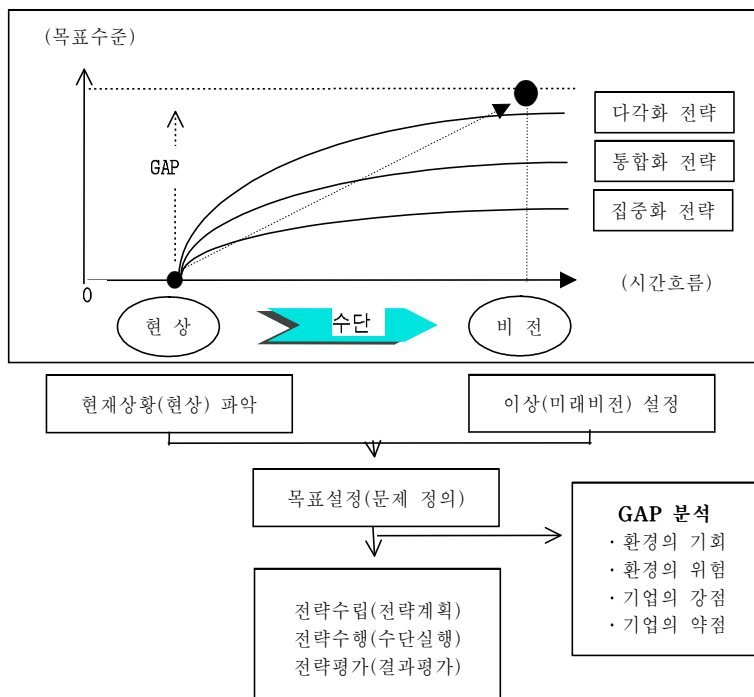 (목표수준)
다각화 전략
GAP
통합화 전략
집중화 전략
0
(시간흐름)
현 상
수단
비 전
현재상황(현상) 파악
이상(미래비전) 설정
목표설정(문제 정의)
GAP 분석
· 환경의 기회
· 환경의 위험
· 기업의 강점
· 기업의 약점
전략수립(전략계획)
전략수행(수단실행)
전략평가(결과평가)